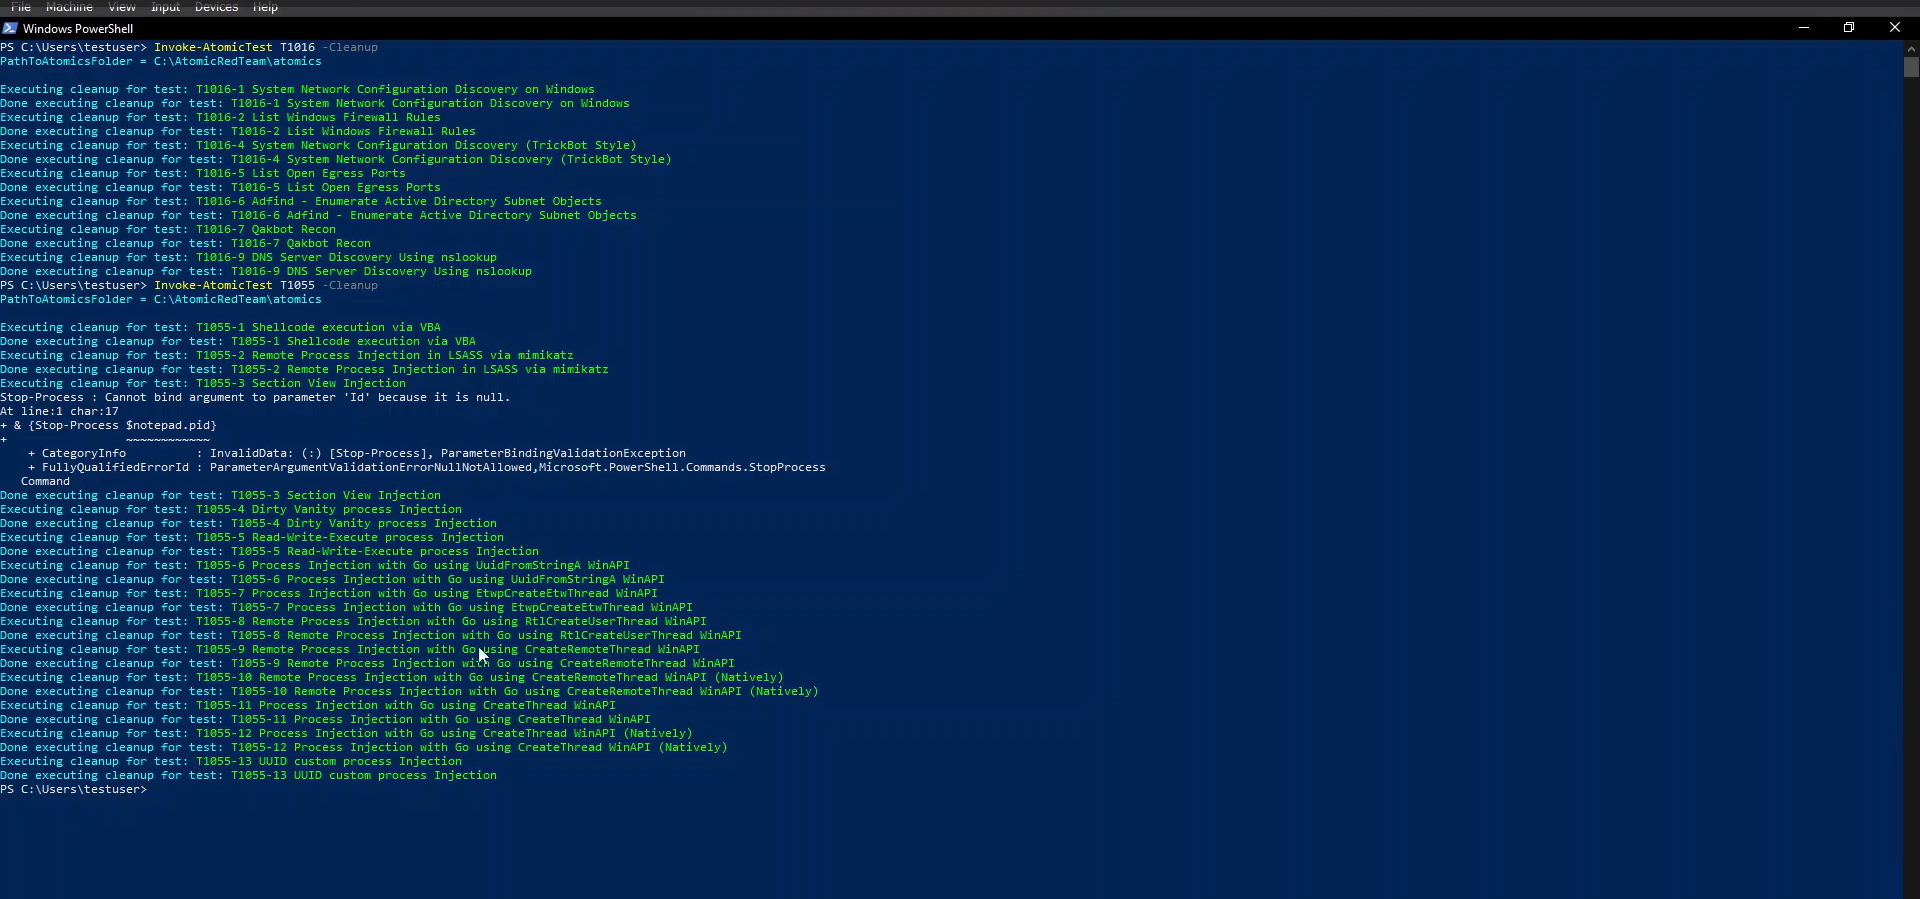 File Machine View Input Devices Help
Windows PowerShell
PS C:\Users\testuser> Invoke-AtomicTest T1016 -Cleanup
PathToAtomicsFolder = C:\AtomicRedTeam\atomics
Executing cleanup for test: T1016-1 System Network Configuration Discovery on Windows
Done executing cleanup for test: T1016-1 System Network Configuration Discovery on Windows
Executing cleanup for test: T1016-2 List Windows Firewall Rules
Done executing cleanup for test: T1016-2 List Windows Firewall Rules
Executing cleanup for test: T1016-4 System Network Configuration Discovery (TrickBot Style)
Done executing cleanup for test: T1016-4 System Network Configuration Discovery (TrickBot Style)
Executing cleanup for test: T1016-5 List Open Egress Ports
Done executing cleanup for test: T1016-5 List Open Egress Ports
Executing cleanup for test: T1016-6 Adfind - Enumerate Active Directory Subnet Objects
Done executing cleanup for test: T1016-6 Adfind - Enumerate Active Directory Subnet Objects
Executing cleanup for test: T1016-7 Qakbot Recon
Done executing cleanup for test: T1016-7 Qakbot Recon
Executing cleanup for test: T1016-9 DNS Server Discovery Using nslookup
Done executing cleanup for test: T1016-9 DNS Server Discovery Using nslookup
PS C:\Users\testuser> Invoke-AtomicTest T1055 -Cleanup
PathToAtomicsFolder = C:\AtomicRedTeam\atomics
Executing cleanup for test: T1055-1 Shellcode execution via VBA
Done executing cleanup for test: T1055-1 Shellcode execution via VBA
Executing cleanup for test: T1055-2 Remote Process Injection in LSASS via mimikatz
Done executing cleanup for test: T1055-2 Remote Process Injection in LSASS via mimikatz
Executing cleanup for test: T1055-3 Section View Injection
Stop-Process : Cannot bind argument to parameter 'Id' because it is null.
At line:1 char:17
+ & {Stop-Process $notepad.pid}
+                 ~~~~~~~~~~~~
    + CategoryInfo          : InvalidData: (:) [Stop-Process], ParameterBindingValidationException
    + FullyQualifiedErrorId : ParameterArgumentValidationErrorNullNotAllowed,Microsoft.PowerShell.Commands.StopProcess
   Command
Done executing cleanup for test: T1055-3 Section View Injection
Executing cleanup for test: T1055-4 Dirty Vanity process Injection
Done executing cleanup for test: T1055-4 Dirty Vanity process Injection
Executing cleanup for test: T1055-5 Read-Write-Execute process Injection
Done executing cleanup for test: T1055-5 Read-Write-Execute process Injection
Executing cleanup for test: T1055-6 Process Injection with Go using UuidFromStringA WinAPI
Done executing cleanup for test: T1055-6 Process Injection with Go using UuidFromStringA WinAPI
Executing cleanup for test: T1055-7 Process Injection with Go using EtwpCreateEtwThread WinAPI
Done executing cleanup for test: T1055-7 Process Injection with Go using EtwpCreateEtwThread WinAPI
Executing cleanup for test: T1055-8 Remote Process Injection with Go using RtlCreateUserThread WinAPI
Done executing cleanup for test: T1055-8 Remote Process Injection with Go using RtlCreateUserThread WinAPI
Executing cleanup for test: T1055-9 Remote Process Injection with Go using CreateRemoteThread WinAPI
Done executing cleanup for test: T1055-9 Remote Process Injection with Go using CreateRemoteThread WinAPI
Executing cleanup for test: T1055-10 Remote Process Injection with Go using CreateRemoteThread WinAPI (Natively)
Done executing cleanup for test: T1055-10 Remote Process Injection with Go using CreateRemoteThread WinAPI (Natively)
Executing cleanup for test: T1055-11 Process Injection with Go using CreateThread WinAPI
Done executing cleanup for test: T1055-11 Process Injection with Go using CreateThread WinAPI
Executing cleanup for test: T1055-12 Process Injection with Go using CreateThread WinAPI (Natively)
Done executing cleanup for test: T1055-12 Process Injection with Go using CreateThread WinAPI (Natively)
Executing cleanup for test: T1055-13 UUID custom process Injection
Done executing cleanup for test: T1055-13 UUID custom process Injection
PS C:\Users\testuser>